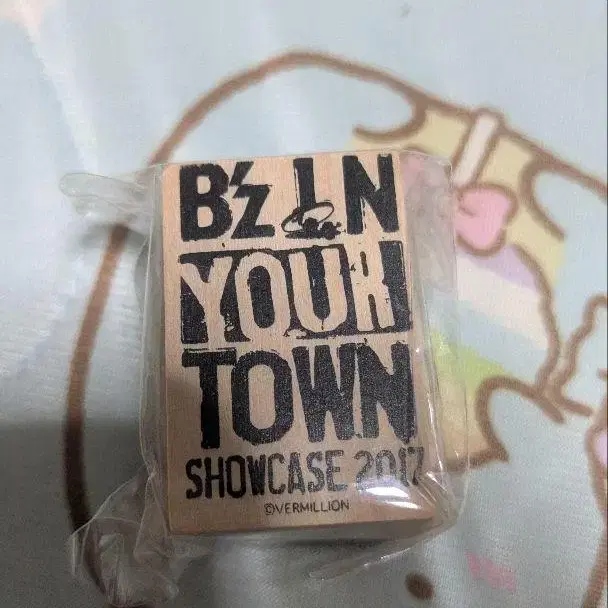 B'z IN
YOUR
TOWN
SHOWCASE 2017
©VERMILLION